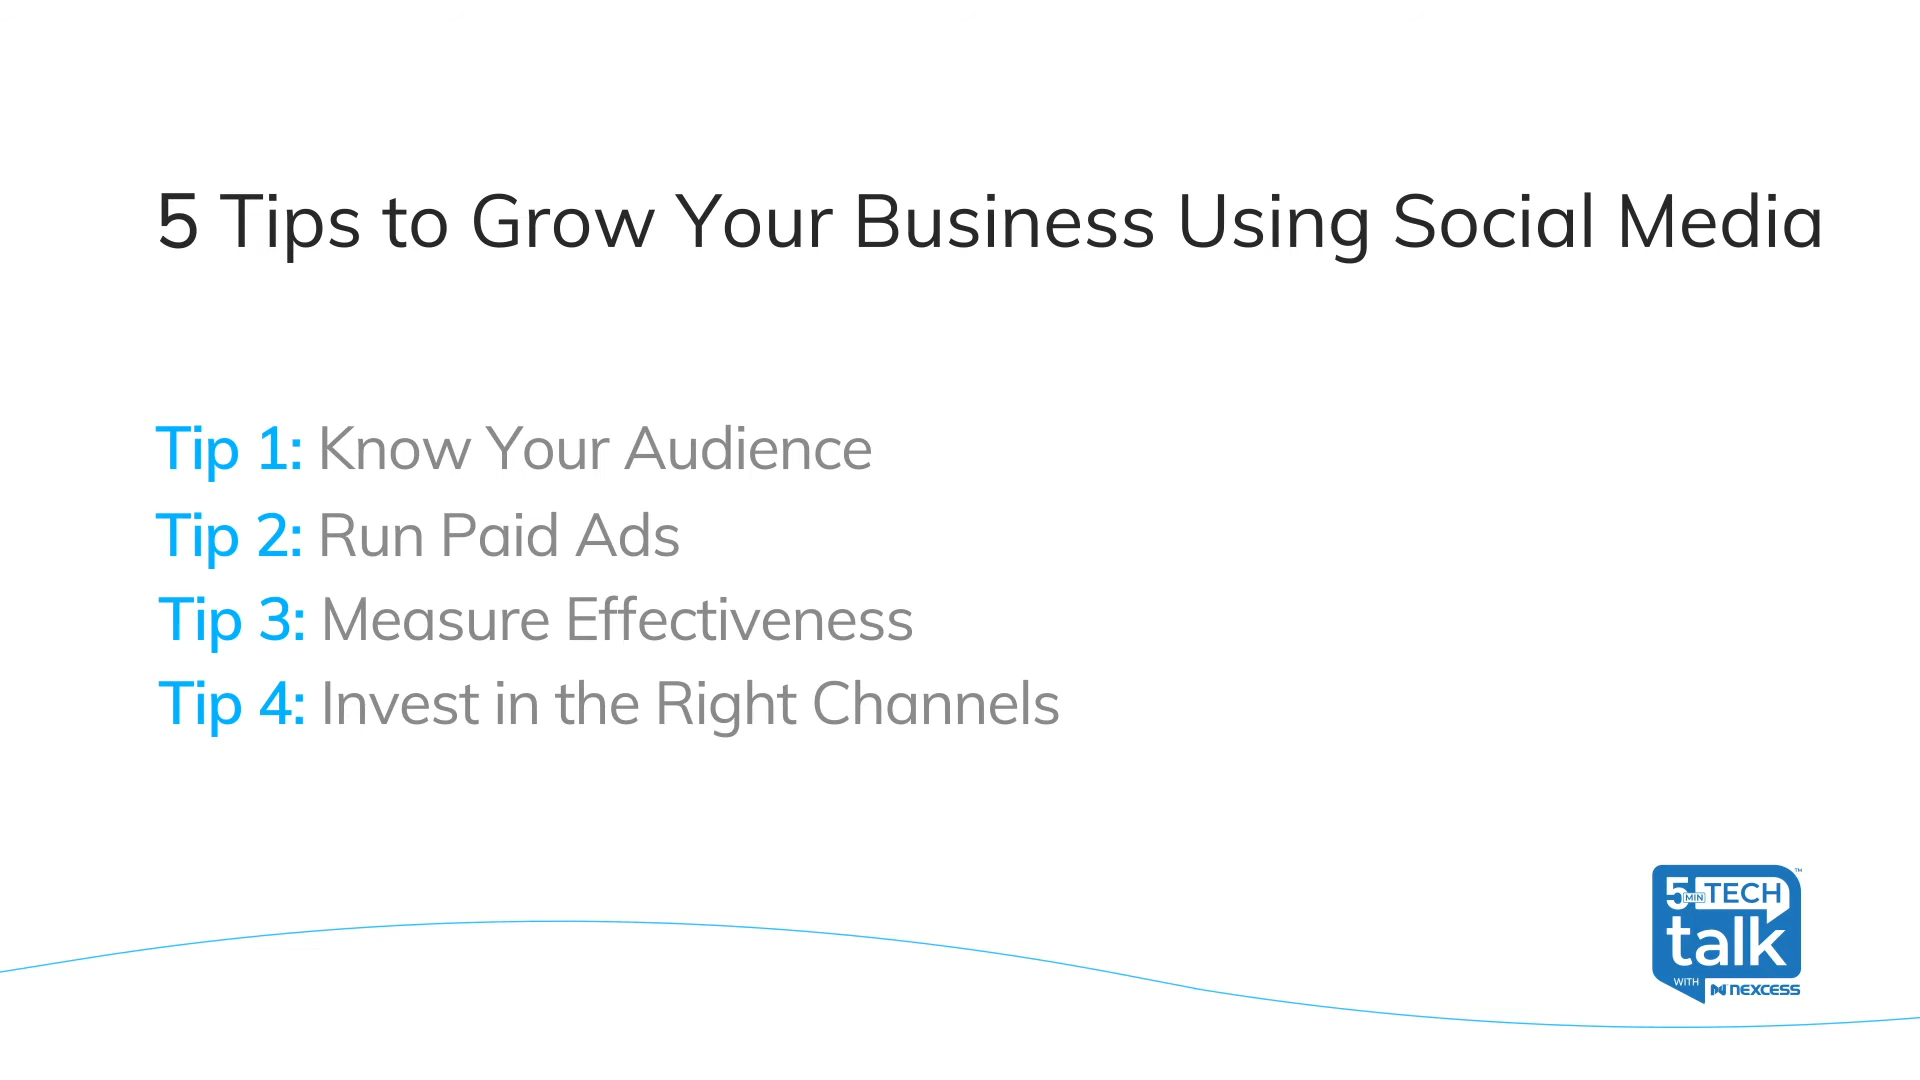 5 Tips to Grow Your Business Using Social Media
Tip 1: Know Your Audience
Tip 2: Run Paid Ads
Tip 3: Measure Effectiveness
Tip 4: Invest in the Right Channels
5 MIN TECH ™
talk
WITH NEXCESS